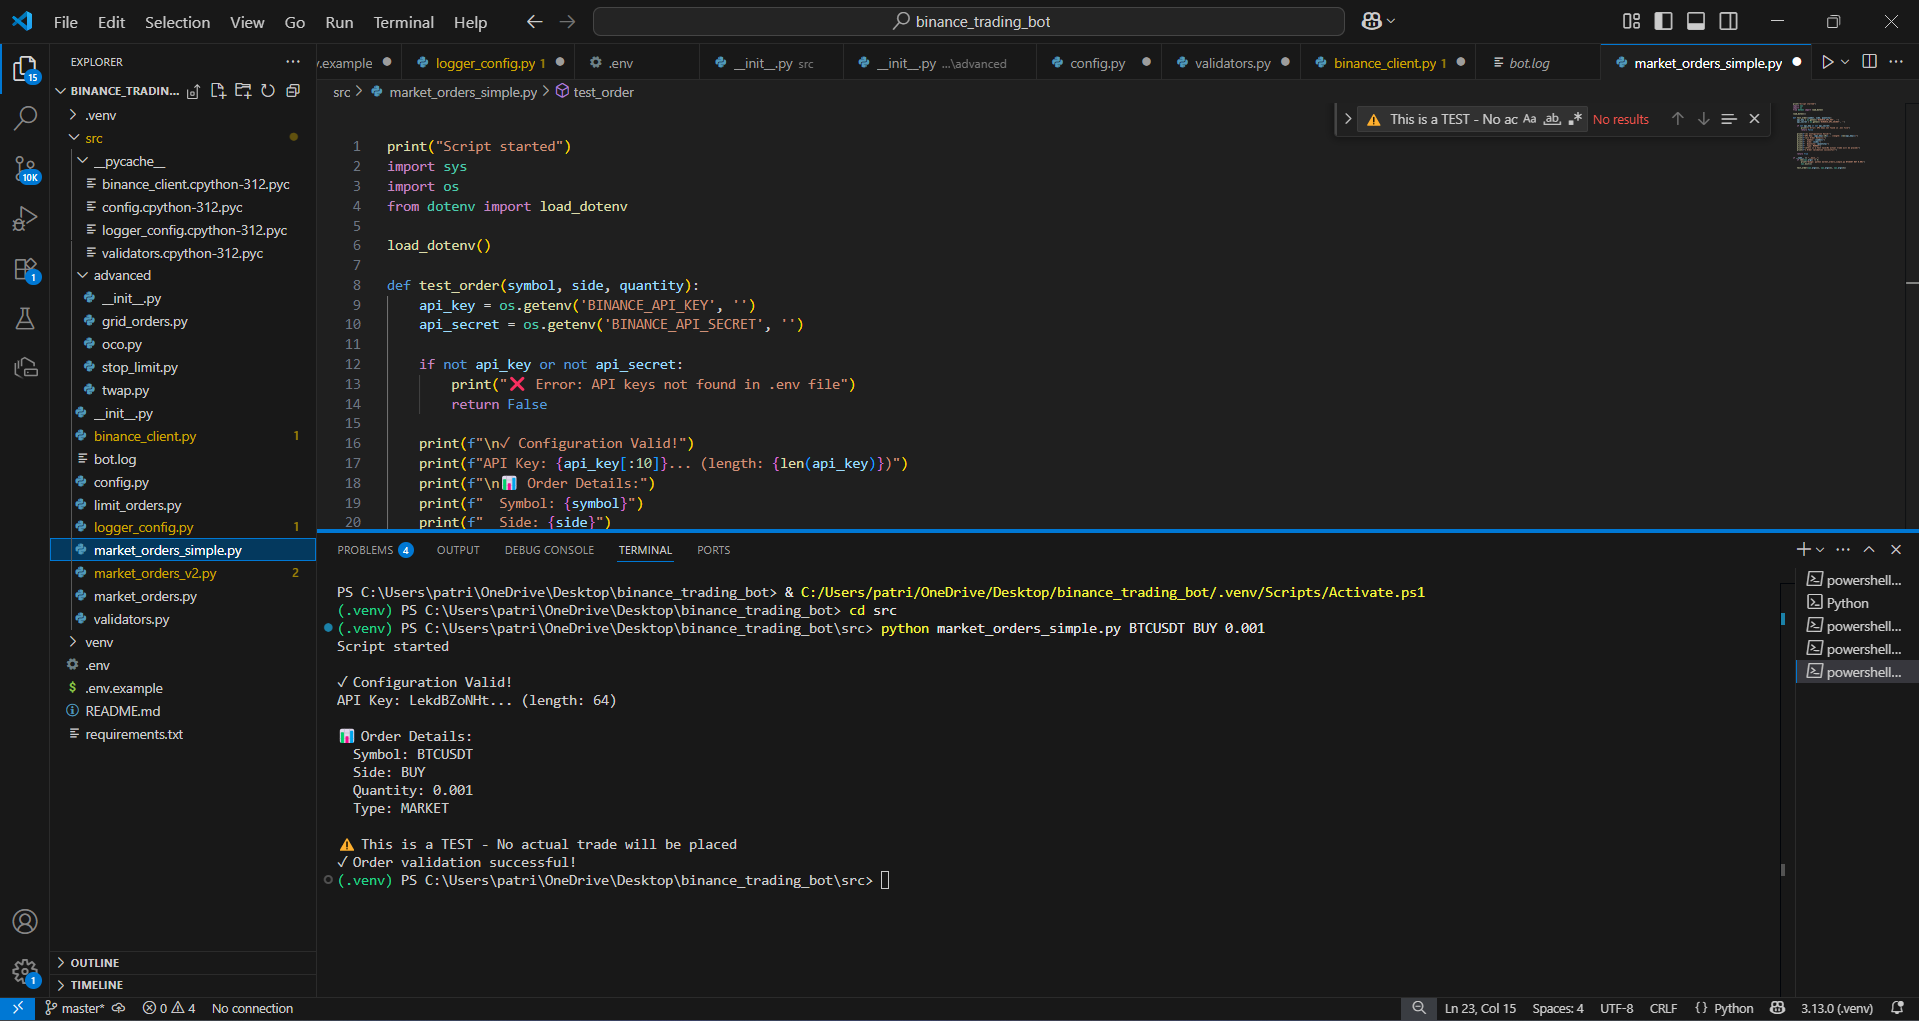 File Edit Selection View Go Run Terminal Help
binance_trading_bot
EXPLORER
BINANCE_TRADIN...
.venv
src
__pycache__
binance_client.cpython-312.pyc
config.cpython-312.pyc
logger_config.cpython-312.pyc
validators.cpython-312.pyc
advanced
__init__.py
grid_orders.py
oco.py
stop_limit.py
twap.py
__init__.py
binance_client.py 1
bot.log
config.py
limit_orders.py
logger_config.py 1
market_orders_simple.py
market_orders_v2.py 2
market_orders.py
validators.py
venv
.env
.env.example
README.md
requirements.txt
OUTLINE
TIMELINE
15
10K
1
1
.example logger_config.py 1 .env __init__.py src __init__.py ...\advanced config.py validators.py binance_client.py 1 bot.log market_orders_simple.py
src > market_orders_simple.py > test_order
This is a TEST - No ac Aa ab .* No results
1 print("Script started")
2 import sys
3 import os
4 from dotenv import load_dotenv
5
6 load_dotenv()
7
8 def test_order(symbol, side, quantity):
9 api_key = os.getenv('BINANCE_API_KEY', '')
10 api_secret = os.getenv('BINANCE_API_SECRET', '')
11
12 if not api_key or not api_secret:
13 print("❌ Error: API keys not found in .env file")
14 return False
15
16 print(f"\n✓ Configuration Valid!")
17 print(f"API Key: {api_key[:10]}... (length: {len(api_key)})")
18 print(f"\n📊 Order Details:")
19 print(f"  Symbol: {symbol}")
20 print(f"  Side: {side}")
PROBLEMS 4 OUTPUT DEBUG CONSOLE TERMINAL PORTS
PS C:\Users\patri\OneDrive\Desktop\binance_trading_bot> & C:/Users/patri/OneDrive/Desktop/binance_trading_bot/.venv/Scripts/Activate.ps1
(.venv) PS C:\Users\patri\OneDrive\Desktop\binance_trading_bot> cd src
(.venv) PS C:\Users\patri\OneDrive\Desktop\binance_trading_bot\src> python market_orders_simple.py BTCUSDT BUY 0.001
Script started
✓ Configuration Valid!
API Key: LekdBZoNHt... (length: 64)
📊 Order Details:
Symbol: BTCUSDT
Side: BUY
Quantity: 0.001
Type: MARKET
⚠ This is a TEST - No actual trade will be placed
✓ Order validation successful!
(.venv) PS C:\Users\patri\OneDrive\Desktop\binance_trading_bot\src>
powershell...
Python
powershell...
powershell...
powershell...
master* 0 4 No connection
Ln 23, Col 15 Spaces: 4 UTF-8 CRLF {} Python 3.13.0 (.venv)